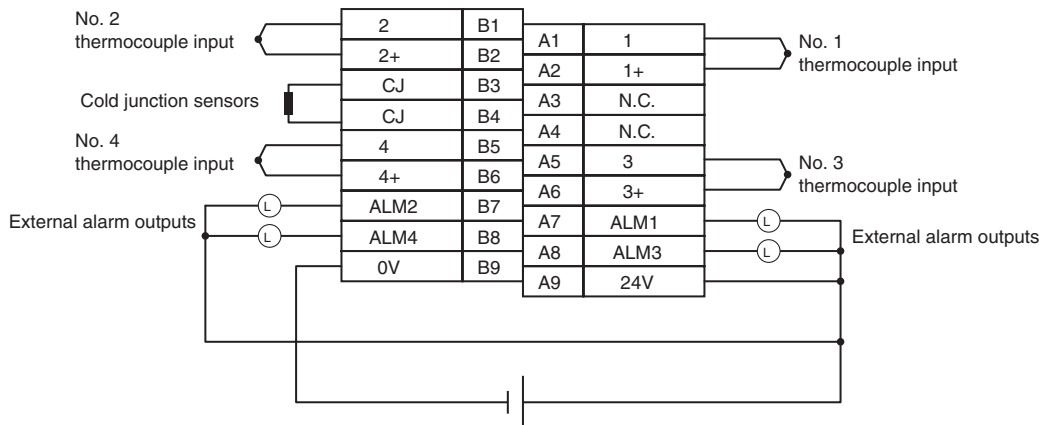 No. 2
thermocouple input
2 B1
2+ B2
Cold junction sensors
CJ B3
CJ B4
No. 4
thermocouple input
4 B5
4+ B6
External alarm outputs
L
ALM2 B7
L
ALM4 B8
0V B9
A1 1
A2 1+
No. 1
thermocouple input
A3 N.C.
A4 N.C.
A5 3
A6 3+
No. 3
thermocouple input
A7 ALM1
L
A8 ALM3
L
External alarm outputs
A9 24V